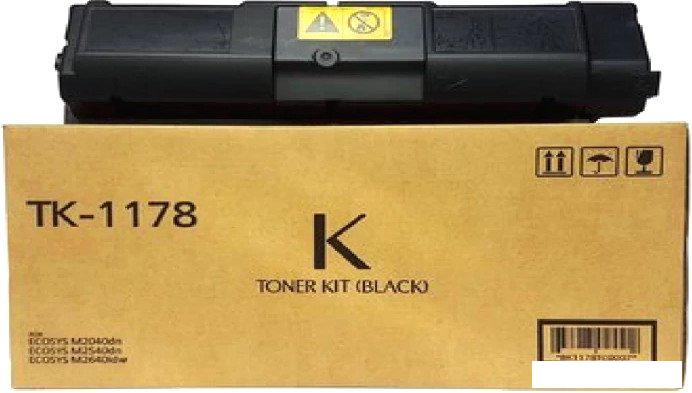 TK-1178
K
TONER KIT (BLACK)
ECOSYS M2040dn
ECOSYS M2540dn
ECOSYS M2640idw